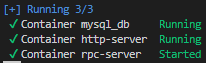 [+] Running 3/3
✔ Container mysql_db Running
✔ Container http-server Running
✔ Container rpc-server Started